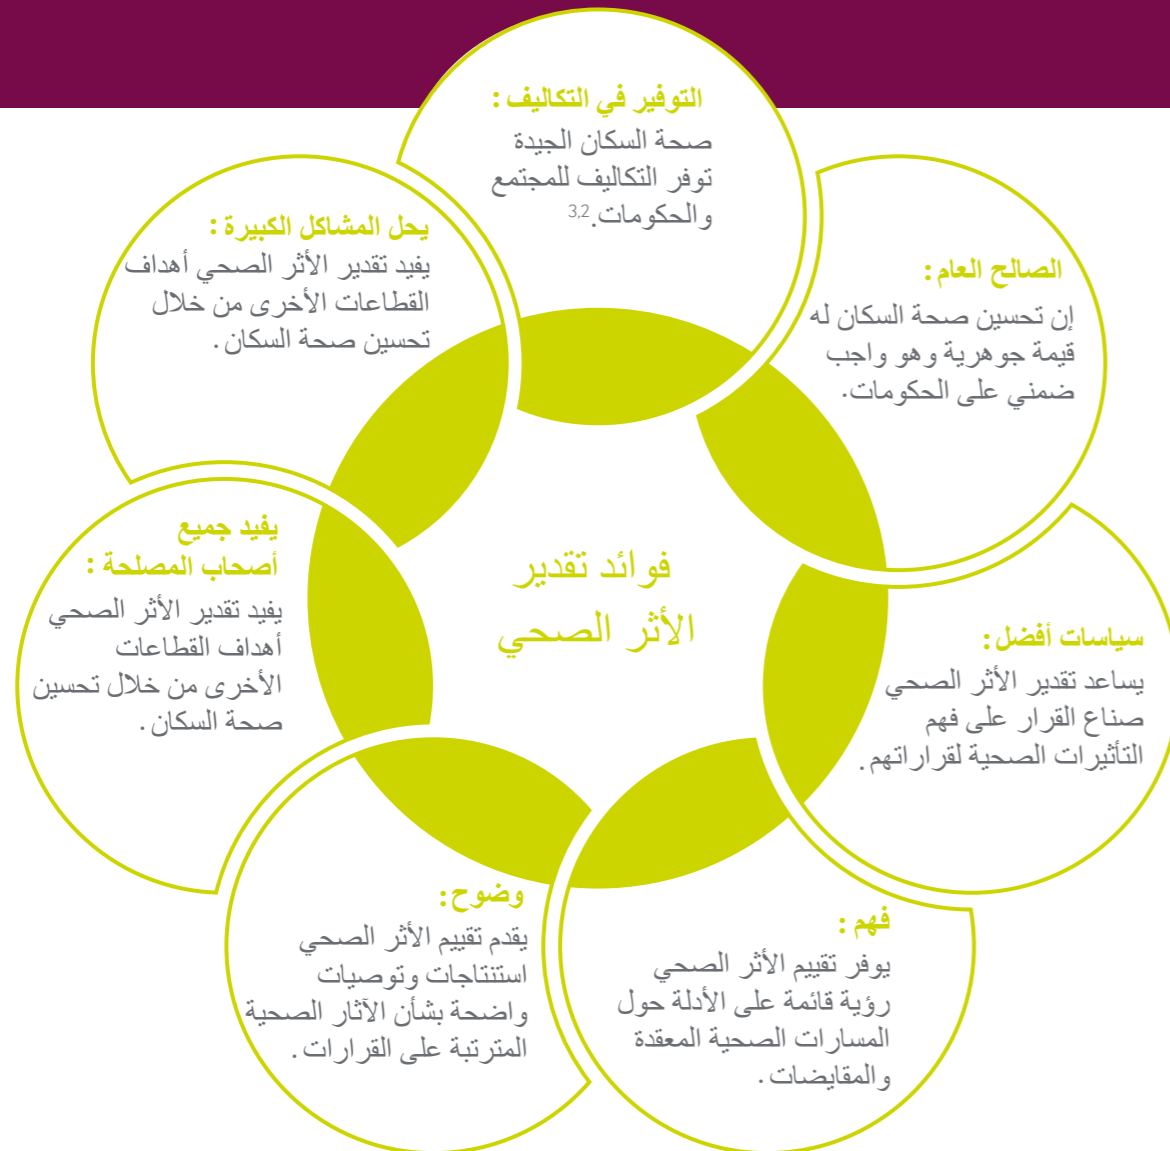 التوفير في التكاليف:
صحة السكان الجيدة
توفر التكاليف للمجتمع
والحكومات.3,2
الصالح العام:
إن تحسين صحة السكان له
قيمة جوهرية وهو واجب
ضمني على الحكومات.
سياسات أفضل:
يساعد تقدير الأثر الصحي
صناع القرار على فهم
التأثيرات الصحية لقراراتهم.
فهم:
يوفر تقييم الأثر الصحي
رؤية قائمة على الأدلة حول
المسارات الصحية المعقدة
والمقايضات.
وضوح:
يقدم تقييم الأثر الصحي
استنتاجات وتوصيات
واضحة بشأن الآثار الصحية
المترتبة على القرارات.
يفيد جميع
أصحاب المصلحة:
يفيد تقدير الأثر الصحي
أهداف القطاعات
الأخرى من خلال تحسين
صحة السكان.
يحل المشاكل الكبيرة:
يفيد تقدير الأثر الصحي أهداف
القطاعات الأخرى من خلال
تحسين صحة السكان.
فوائد تقدير
الأثر الصحي